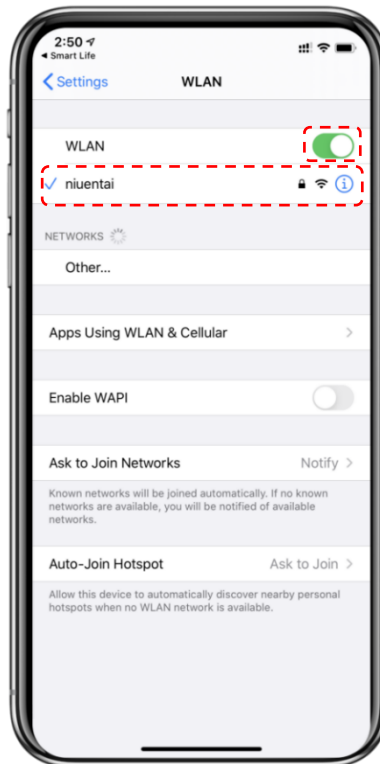 2:50
Smart Life
Settings WLAN
WLAN
niuentai
NETWORKS
Other...
Apps Using WLAN & Cellular
Enable WAPI
Ask to Join Networks Notify
Known networks will be joined automatically. If no known
networks are available, you will be notified of available
networks.
Auto-Join Hotspot Ask to Join
Allow this device to automatically discover nearby personal
hotspots when no WLAN network is available.